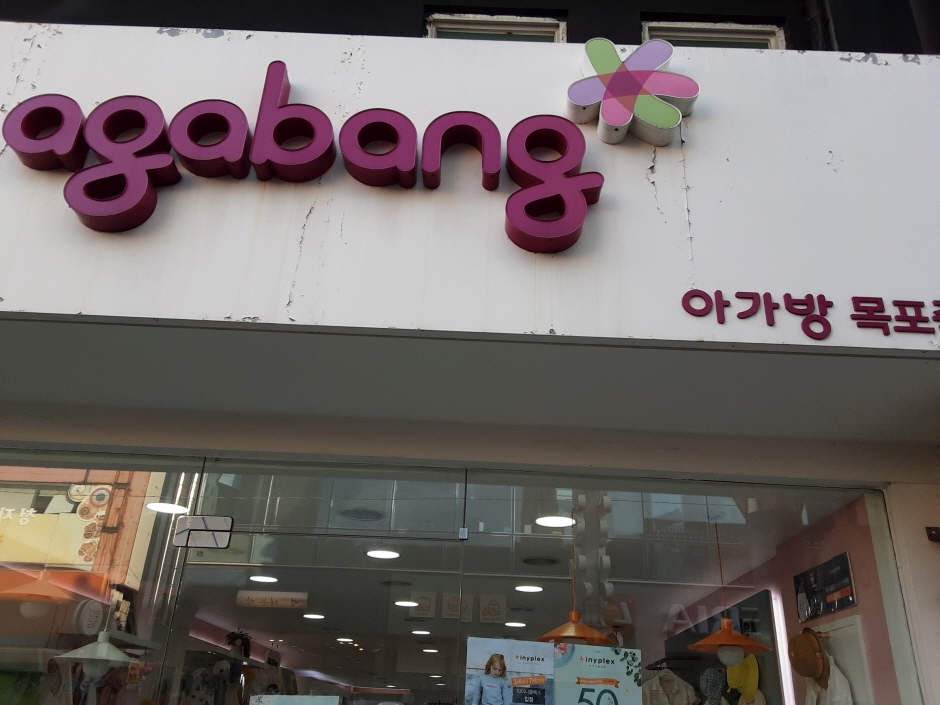 agabang
아가방 목포
inyplex
inyplex
50